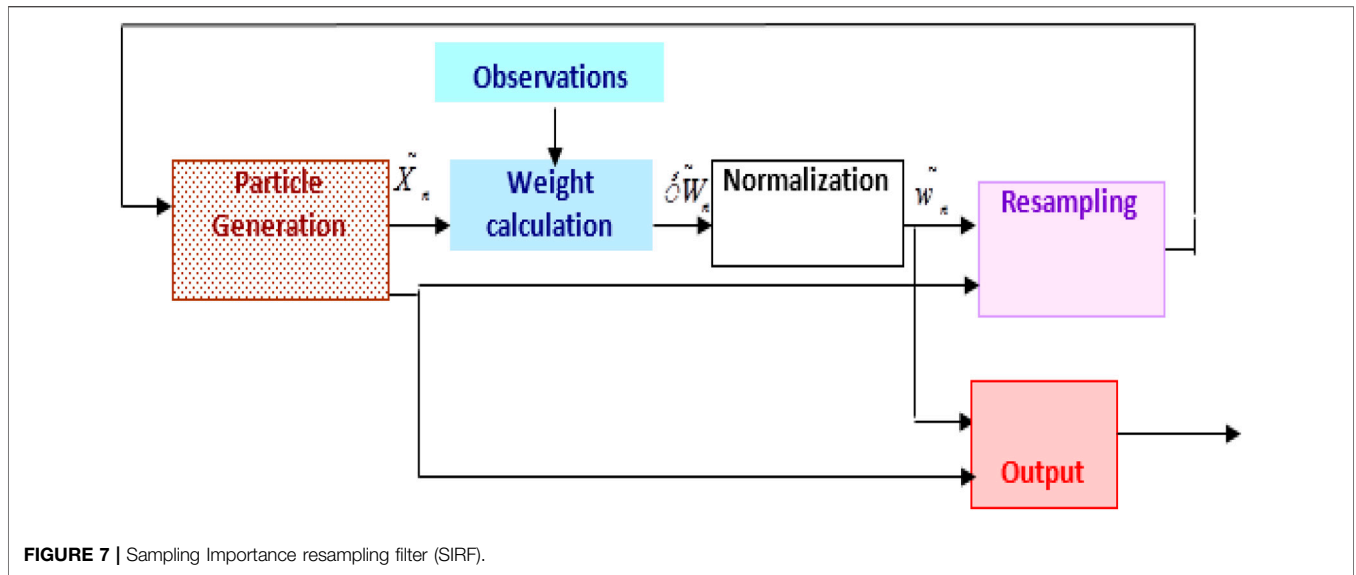 Observations
Particle
Generation
X̃ₙ
Weight
calculation
W̃ₙ
Normalization
w̃ₙ
Resampling
Output
FIGURE 7 | Sampling Importance resampling filter (SIRF).